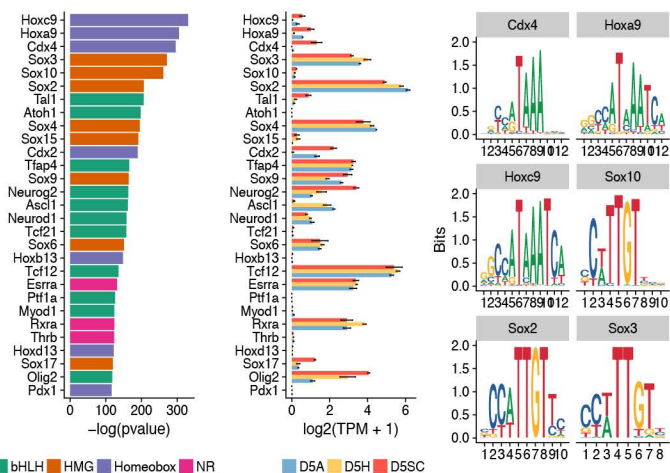 Hoxc9
Hoxa9
Cdx4
Sox3
Sox10
Sox2
Tal1
Atoh1
Sox4
Sox15
Cdx2
Tfap4
Sox9
Neurog2
Ascl1
Neurod1
Tcf21
Sox6
Hoxb13
Tcf12
Esrra
Ptf1a
Myod1
Rxra
Thrb
Hoxd13
Sox17
Olig2
Pdx1
0 100 200 300
−log(pvalue)
bHLH HMG Homeobox NR
Hoxc9
Hoxa9
Cdx4
Sox3
Sox10
Sox2
Tal1
Atoh1
Sox4
Sox15
Cdx2
Tfap4
Sox9
Neurog2
Ascl1
Neurod1
Tcf21
Sox6
Hoxb13
Tcf12
Esrra
Ptf1a
Myod1
Rxra
Thrb
Hoxd13
Sox17
Olig2
Pdx1
0 2 4 6
log2(TPM + 1)
D5A D5H D5SC
Bits
Cdx4 Hoxa9
2.0
1.5
1.0
0.5
0.0
123456789101112 123456789101112
Hoxc9 Sox10
2.0
1.5
1.0
0.5
0.0
123456789101112 12345678910
Sox2 Sox3
2.0
1.5
1.0
0.5
0.0
12345678910 12345678